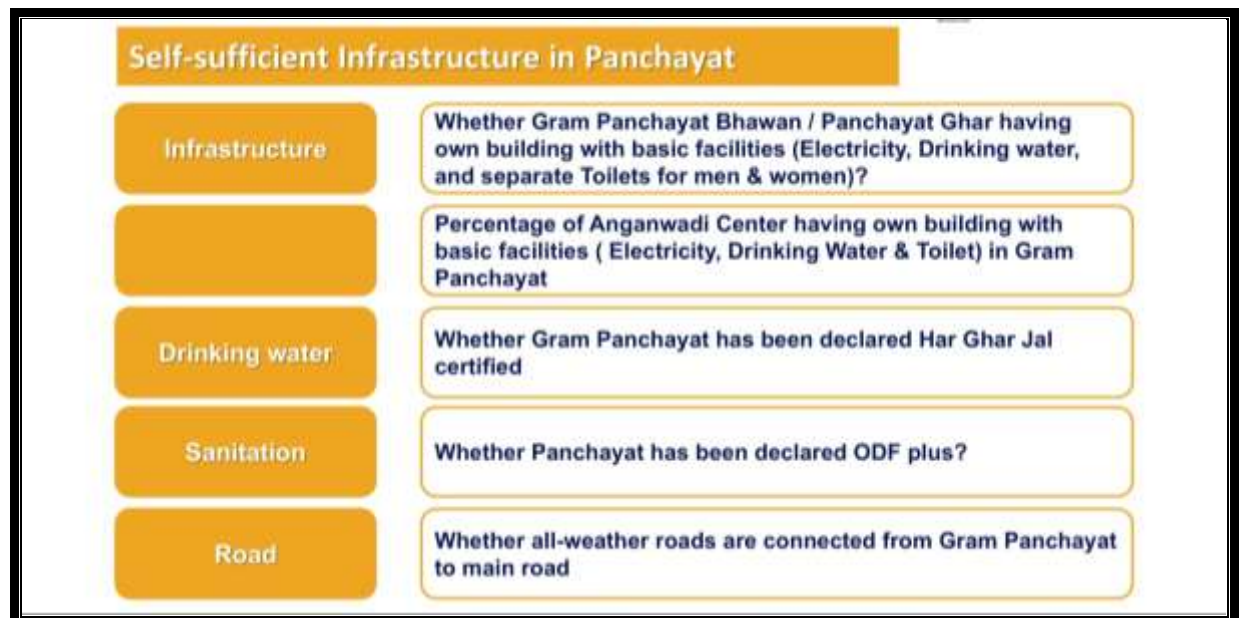 Self-sufficient Infrastructure in Panchayat
Infrastructure
Whether Gram Panchayat Bhawan / Panchayat Ghar having
own building with basic facilities (Electricity, Drinking water,
and separate Toilets for men & women)?
Percentage of Anganwadi Center having own building with
basic facilities ( Electricity, Drinking Water & Toilet) in Gram
Panchayat
Drinking water
Whether Gram Panchayat has been declared Har Ghar Jal
certified
Sanitation
Whether Panchayat has been declared ODF plus?
Road
Whether all-weather roads are connected from Gram Panchayat
to main road